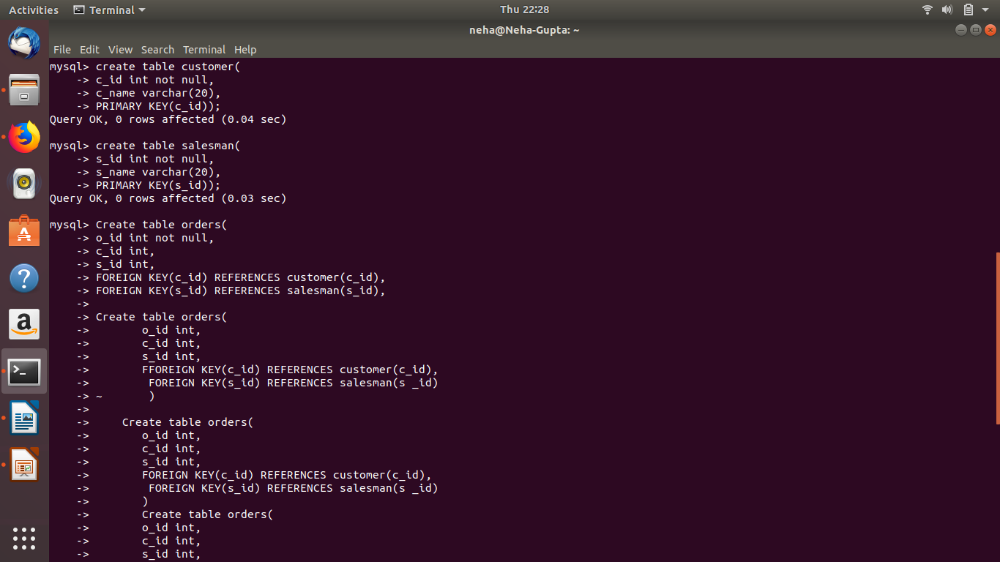 Activities Terminal Thu 22:28
neha@Neha-Gupta: ~
File Edit View Search Terminal Help
mysql> create table customer(
    -> c_id int not null,
    -> c_name varchar(20),
    -> PRIMARY KEY(c_id));
Query OK, 0 rows affected (0.04 sec)
mysql> create table salesman(
    -> s_id int not null,
    -> s_name varchar(20),
    -> PRIMARY KEY(s_id));
Query OK, 0 rows affected (0.03 sec)
mysql> Create table orders(
    -> o_id int not null,
    -> c_id int,
    -> s_id int,
    -> FOREIGN KEY(c_id) REFERENCES customer(c_id),
    -> FOREIGN KEY(s_id) REFERENCES salesman(s_id),
    ->
    -> Create table orders(
    ->        o_id int,
    ->        c_id int,
    ->        s_id int,
    ->        FFOREIGN KEY(c_id) REFERENCES customer(c_id),
    ->         FOREIGN KEY(s_id) REFERENCES salesman(s _id)
    -> ~       )
    ->
    ->     Create table orders(
    ->        o_id int,
    ->        c_id int,
    ->        s_id int,
    ->        FOREIGN KEY(c_id) REFERENCES customer(c_id),
    ->         FOREIGN KEY(s_id) REFERENCES salesman(s _id)
    ->        )
    ->        Create table orders(
    ->        o_id int,
    ->        c_id int,
    ->        s_id int,